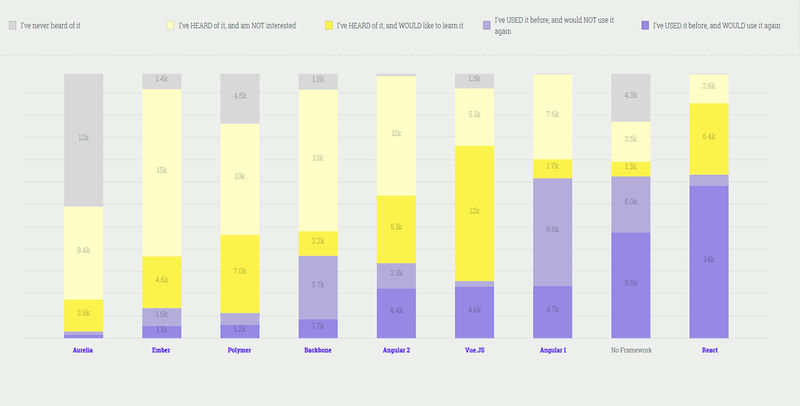 I've never heard of it
I've HEARD of it, and am NOT interested
I've HEARD of it, and WOULD like to learn it
I've USED it before, and would NOT use it
again
I've USED it before, and WOULD use it again
12k
8.4k
2.8k
1.4k
15k
4.6k
1.6k
1.1k
4.5k
10k
7.0k
1.2k
1.5k
13k
2.2k
5.7k
1.7k
11k
6.1k
2.3k
4.4k
1.3k
5.1k
12k
4.6k
7.6k
1.7k
9.6k
4.7k
4.3k
3.5k
1.3k
5.0k
9.5k
2.6k
6.4k
14k
Aurelia
Ember
Polymer
Backbone
Angular 2
Vue.JS
Angular 1
No Framework
React